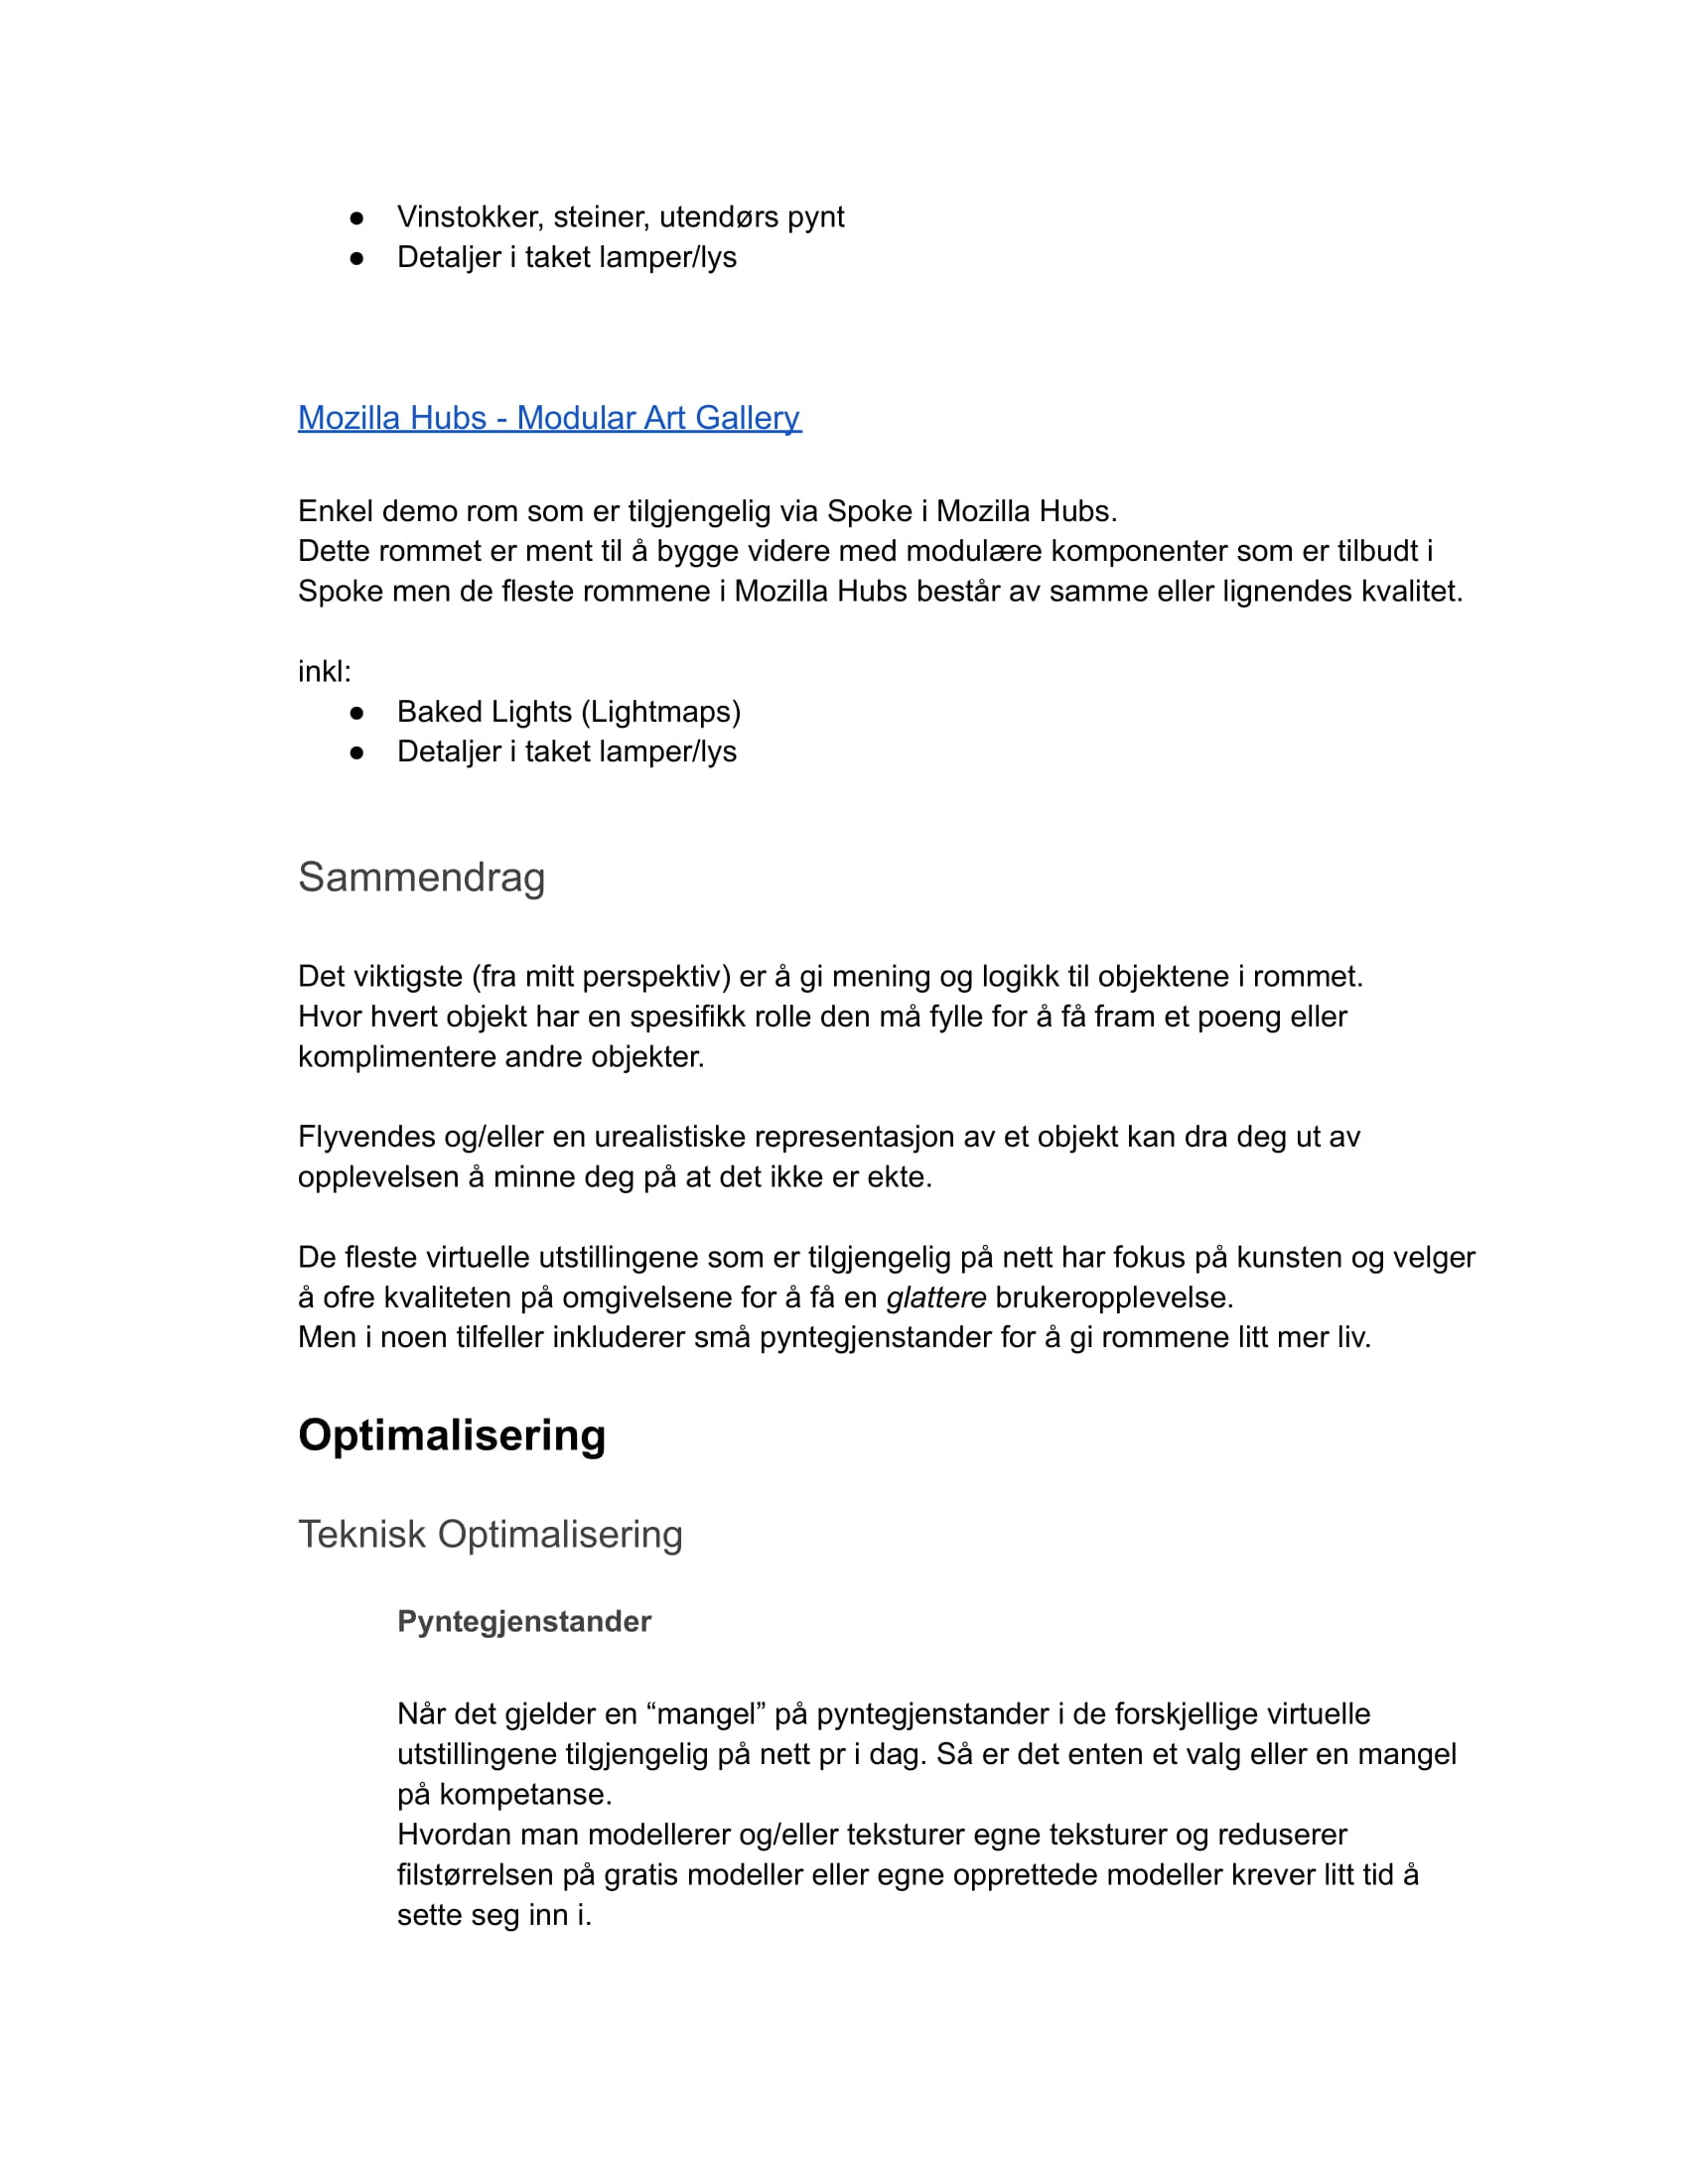 ● Vinstokker, steiner, utendørs pynt
● Detaljer i taket lamper/lys
Mozilla Hubs - Modular Art Gallery
Enkel demo rom som er tilgjengelig via Spoke i Mozilla Hubs.
Dette rommet er ment til å bygge videre med modulære komponenter som er tilbudt i
Spoke men de fleste rommene i Mozilla Hubs består av samme eller lignendes kvalitet.
inkl:
● Baked Lights (Lightmaps)
● Detaljer i taket lamper/lys
Sammendrag
Det viktigste (fra mitt perspektiv) er å gi mening og logikk til objektene i rommet.
Hvor hvert objekt har en spesifikk rolle den må fylle for å få fram et poeng eller
komplimentere andre objekter.
Flyvendes og/eller en urealistiske representasjon av et objekt kan dra deg ut av
opplevelsen å minne deg på at det ikke er ekte.
De fleste virtuelle utstillingene som er tilgjengelig på nett har fokus på kunsten og velger
å ofre kvaliteten på omgivelsene for å få en glattere brukeropplevelse.
Men i noen tilfeller inkluderer små pyntegjenstander for å gi rommene litt mer liv.
Optimalisering
Teknisk Optimalisering
Pyntegjenstander
Når det gjelder en “mangel” på pyntegjenstander i de forskjellige virtuelle
utstillingene tilgjengelig på nett pr i dag. Så er det enten et valg eller en mangel
på kompetanse.
Hvordan man modellerer og/eller teksturer egne teksturer og reduserer
filstørrelsen på gratis modeller eller egne opprettede modeller krever litt tid å
sette seg inn i.